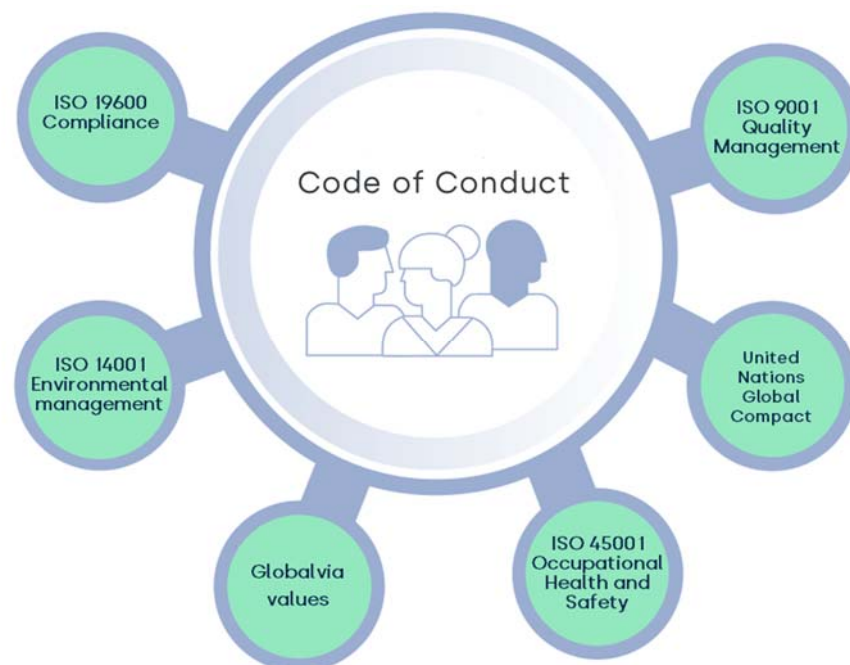 ISO 19600
Compliance
ISO 9001
Quality
Management
Code of Conduct
ISO 14001
Environmental
management
United
Nations
Global
Compact
Globalvia
values
ISO 45001
Occupational
Health and
Safety